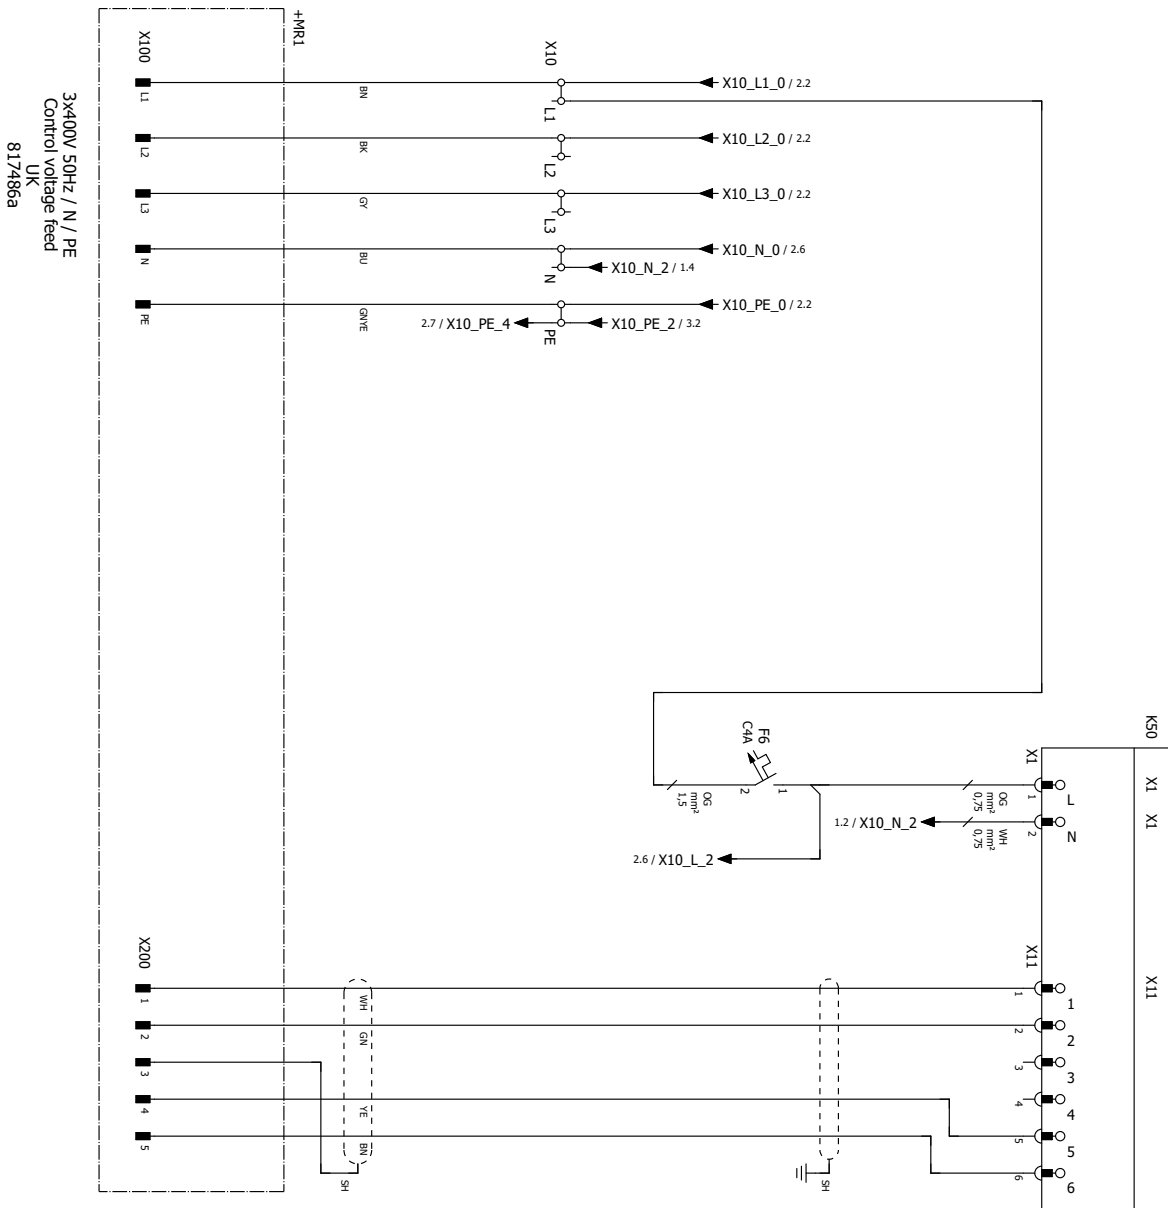 +MR1
X100
3x400V 50Hz / N / PE
Control voltage feed
UK
817486a
L1
L2
L3
N
PE
BN
BK
GY
BU
GNYE
X10
L1
L2
L3
N
PE
X10_L1_0 / 2.2
X10_L2_0 / 2.2
X10_L3_0 / 2.2
X10_N_0 / 2.6
X10_N_2 / 1.4
X10_PE_0 / 2.2
2.7 / X10_PE_4
X10_PE_2 / 3.2
K50
X1
X1
X1
F6
C4A
2
1
OG
mm²
1,5
OG
mm²
0,75
WH
mm²
0,75
1
L
2
N
1.2 / X10_N_2
2.6 / X10_L_2
X200
X11
X11
1
WH
1
1
2
GN
2
2
3
3
3
4
YE
4
4
5
BN
5
5
SH
SH
6
6